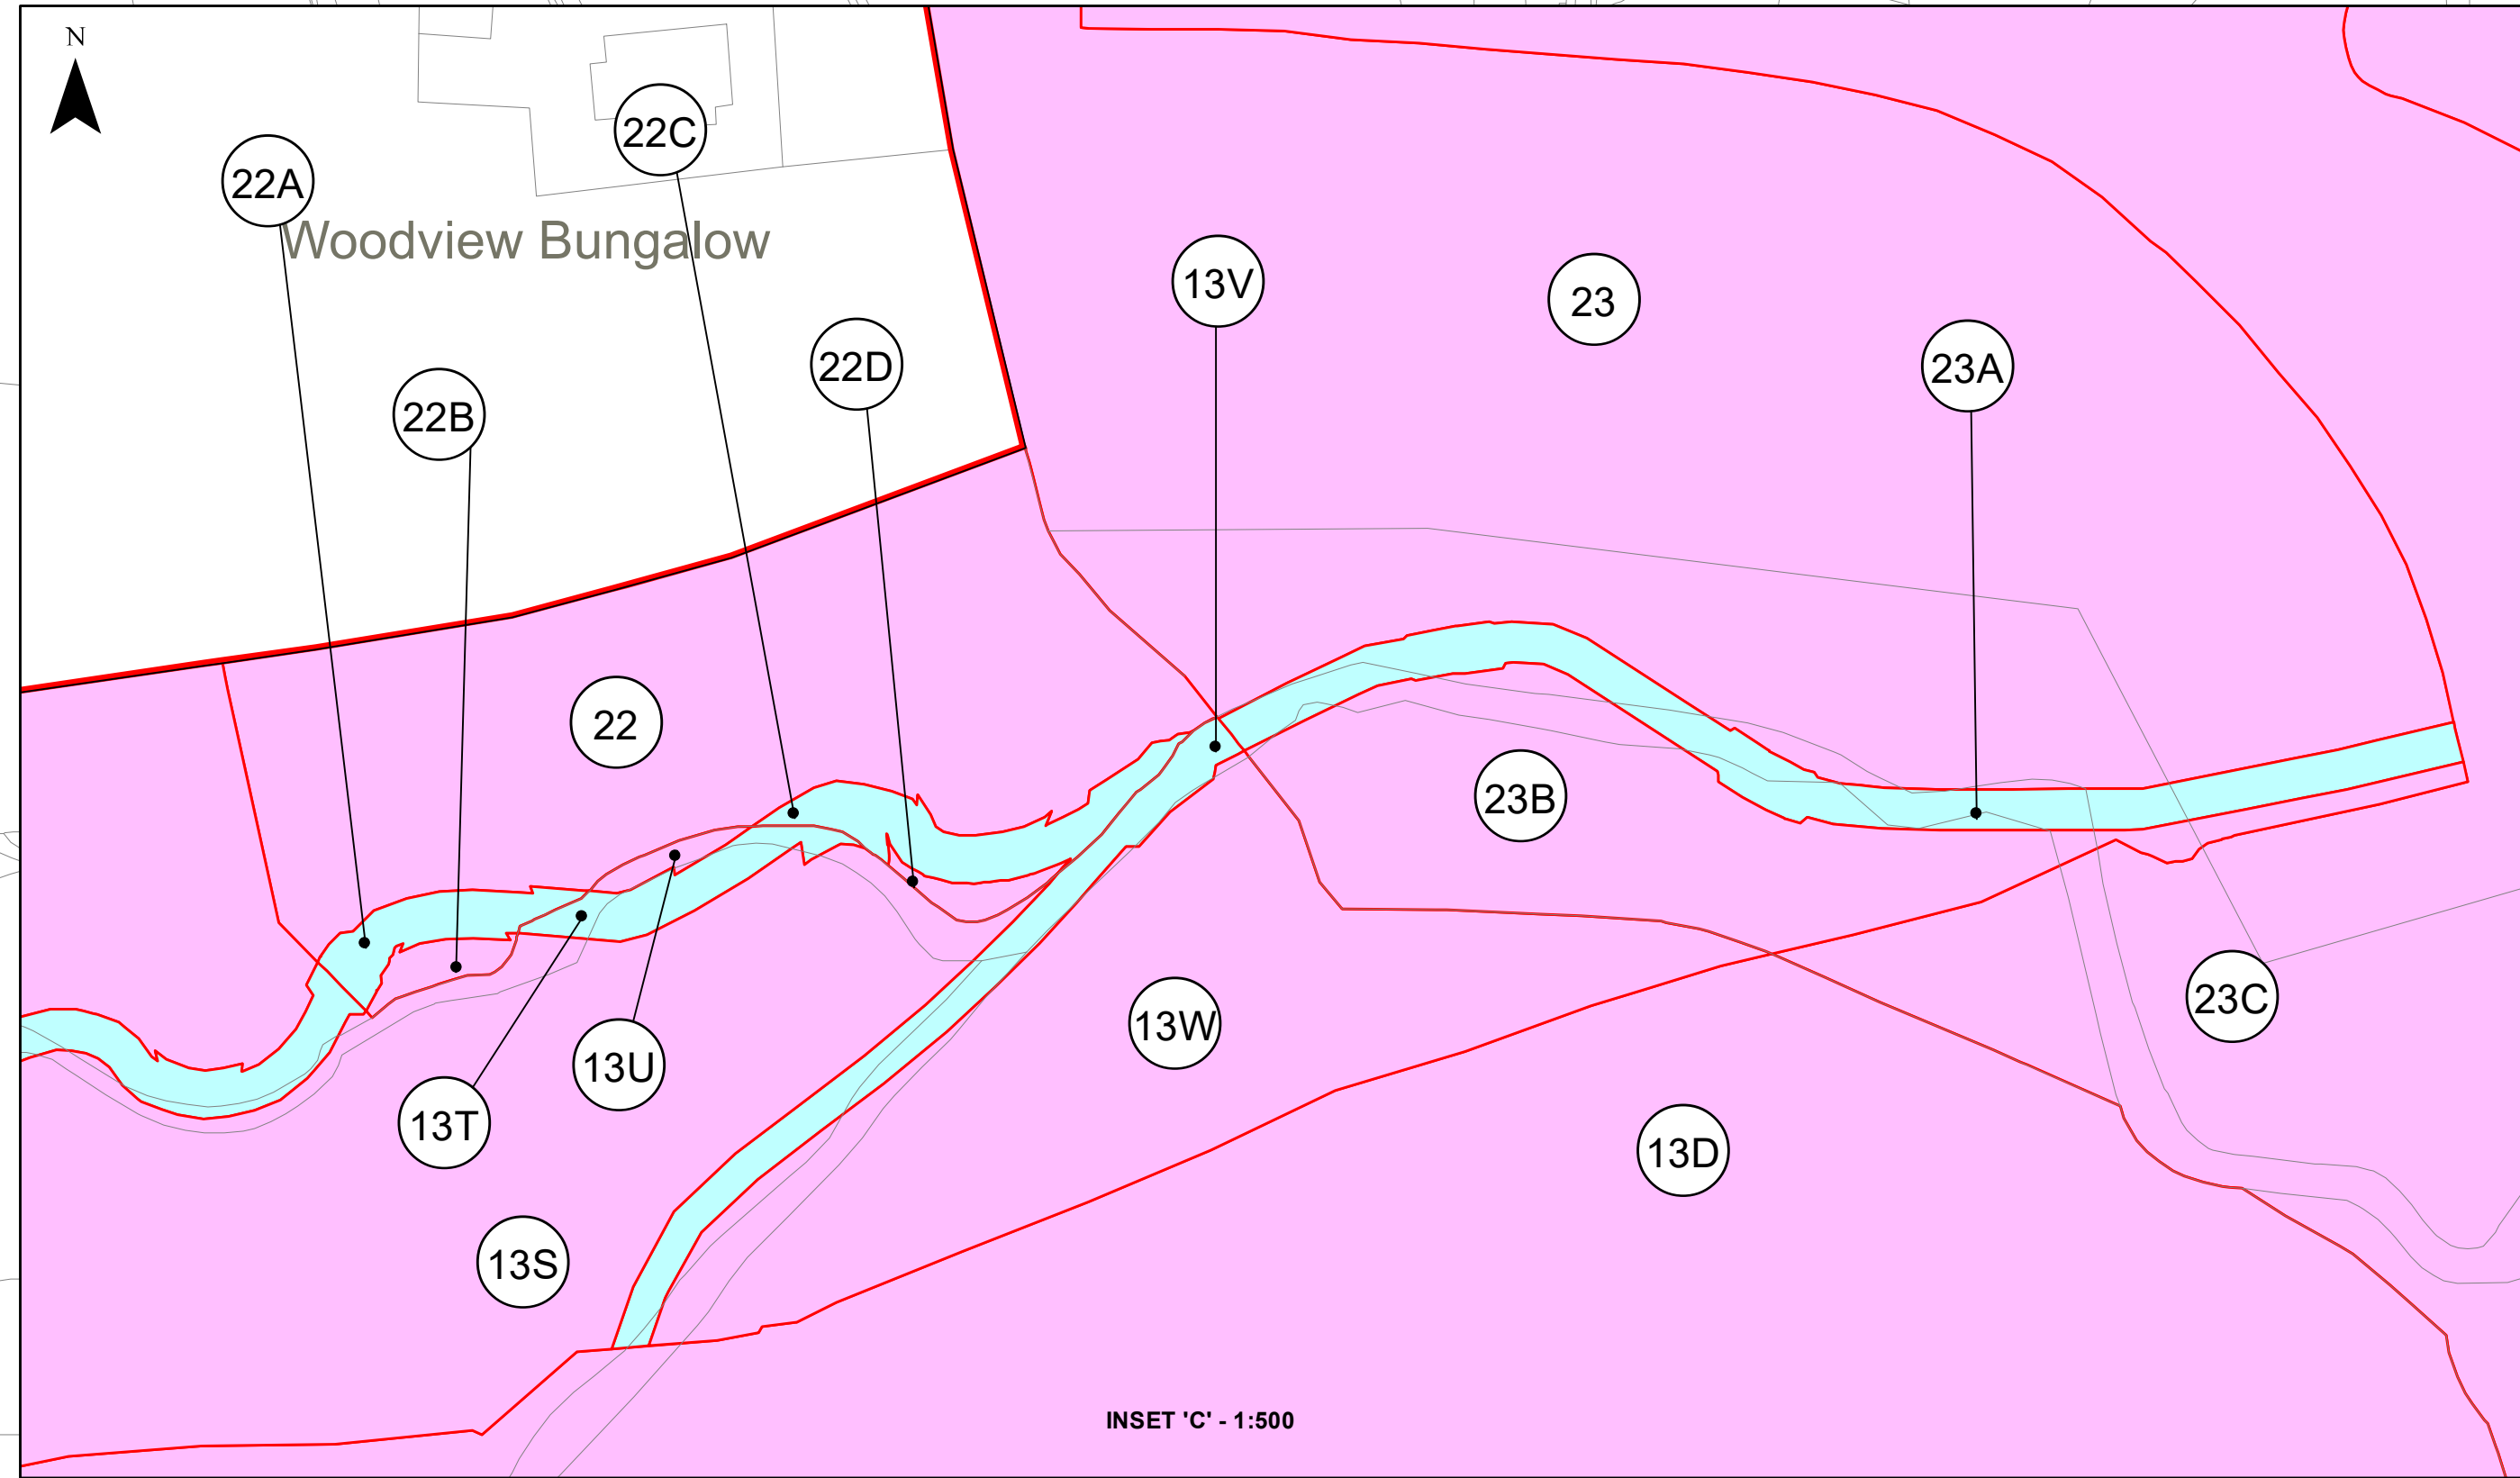 N
22C
22A
Woodview Bungalow
13V
23
22D
23A
22B
22
23B
23C
13W
13U
13T
13D
13S
INSET 'C' - 1:500